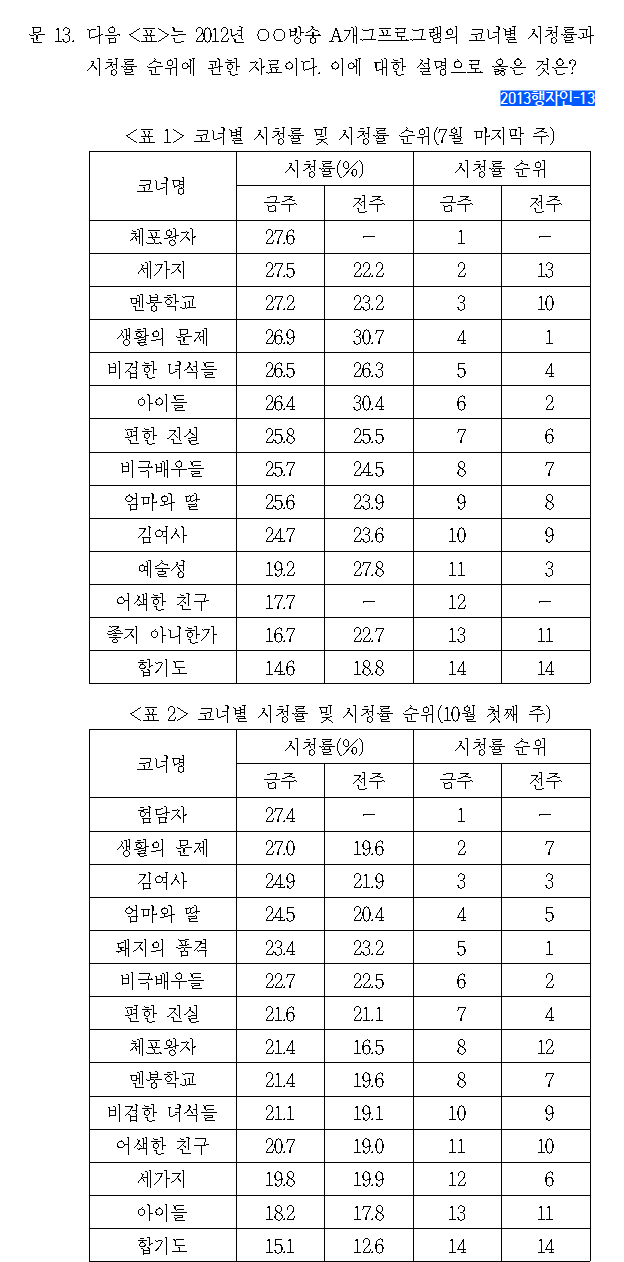 문 13. 다음 <표>는 2012년 ○○방송 A개그프로그램의 코너별 시청률과
시청률 순위에 관한 자료이다. 이에 대한 설명으로 옳은 것은?
2013행자인-13
<표 1> 코너별 시청률 및 시청률 순위(7월 마지막 주)
코너명 시청률(%) 시청률 순위
금주 전주 금주 전주
체포왕자 27.6 － 1 －
세가지 27.5 22.2 2 13
멘붕학교 27.2 23.2 3 10
생활의 문제 26.9 30.7 4 1
비겁한 녀석들 26.5 26.3 5 4
아이들 26.4 30.4 6 2
편한 진실 25.8 25.5 7 6
비극배우들 25.7 24.5 8 7
엄마와 딸 25.6 23.9 9 8
김여사 24.7 23.6 10 9
예술성 19.2 27.8 11 3
어색한 친구 17.7 － 12 －
좋지 아니한가 16.7 22.7 13 11
합기도 14.6 18.8 14 14
<표 2> 코너별 시청률 및 시청률 순위(10월 첫째 주)
코너명 시청률(%) 시청률 순위
금주 전주 금주 전주
험담자 27.4 － 1 －
생활의 문제 27.0 19.6 2 7
김여사 24.9 21.9 3 3
엄마와 딸 24.5 20.4 4 5
돼지의 품격 23.4 23.2 5 1
비극배우들 22.7 22.5 6 2
편한 진실 21.6 21.1 7 4
체포왕자 21.4 16.5 8 12
멘붕학교 21.4 19.6 8 7
비겁한 녀석들 21.1 19.1 10 9
어색한 친구 20.7 19.0 11 10
세가지 19.8 19.9 12 6
아이들 18.2 17.8 13 11
합기도 15.1 12.6 14 14